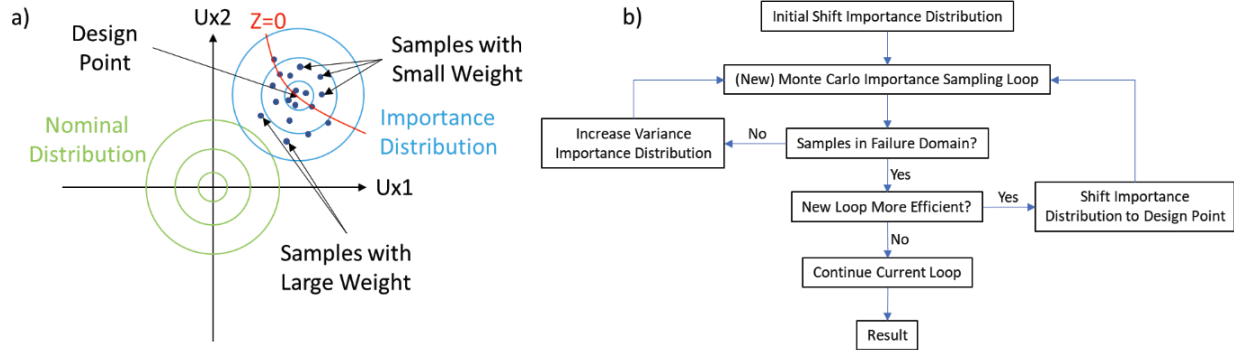 a)
Ux2
Z=0
Design
Point
Samples with
Small Weight
Nominal
Distribution
Importance
Distribution
Ux1
Samples with
Large Weight
b)
Initial Shift Importance Distribution
(New) Monte Carlo Importance Sampling Loop
Increase Variance
Importance Distribution
No
Samples in Failure Domain?
Yes
New Loop More Efficient?
Yes
Shift Importance
Distribution to Design Point
No
Continue Current Loop
Result